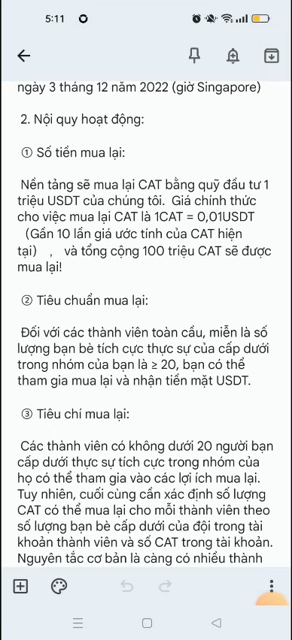 5:11
ngày 3 tháng 12 năm 2022 (giờ Singapore)
2. Nội quy hoạt động:
① Số tiền mua lại:
Nền tảng sẽ mua lại CAT bằng quỹ đầu tư 1
triệu USDT của chúng tôi. Giá chính thức
cho việc mua lại CAT là 1CAT = 0,01USDT
(Gần 10 lần giá ước tính của CAT hiện
tại) , và tổng cộng 100 triệu CAT sẽ được
mua lại!
② Tiêu chuẩn mua lại:
Đối với các thành viên toàn cầu, miễn là số
lượng bạn bè tích cực thực sự của cấp dưới
trong nhóm của bạn là ≥ 20, bạn có thể
tham gia mua lại và nhận tiền mặt USDT.
③ Tiêu chí mua lại:
Các thành viên có không dưới 20 người bạn
cấp dưới thực sự tích cực trong nhóm của
họ có thể tham gia vào các lợi ích mua lại.
Tuy nhiên, cuối cùng cần xác định số lượng
CAT có thể mua lại cho mỗi thành viên theo
số lượng bạn bè cấp dưới của đội trong tài
khoản thành viên và số CAT trong tài khoản.
Nguyên tắc cơ bản là càng có nhiều thành